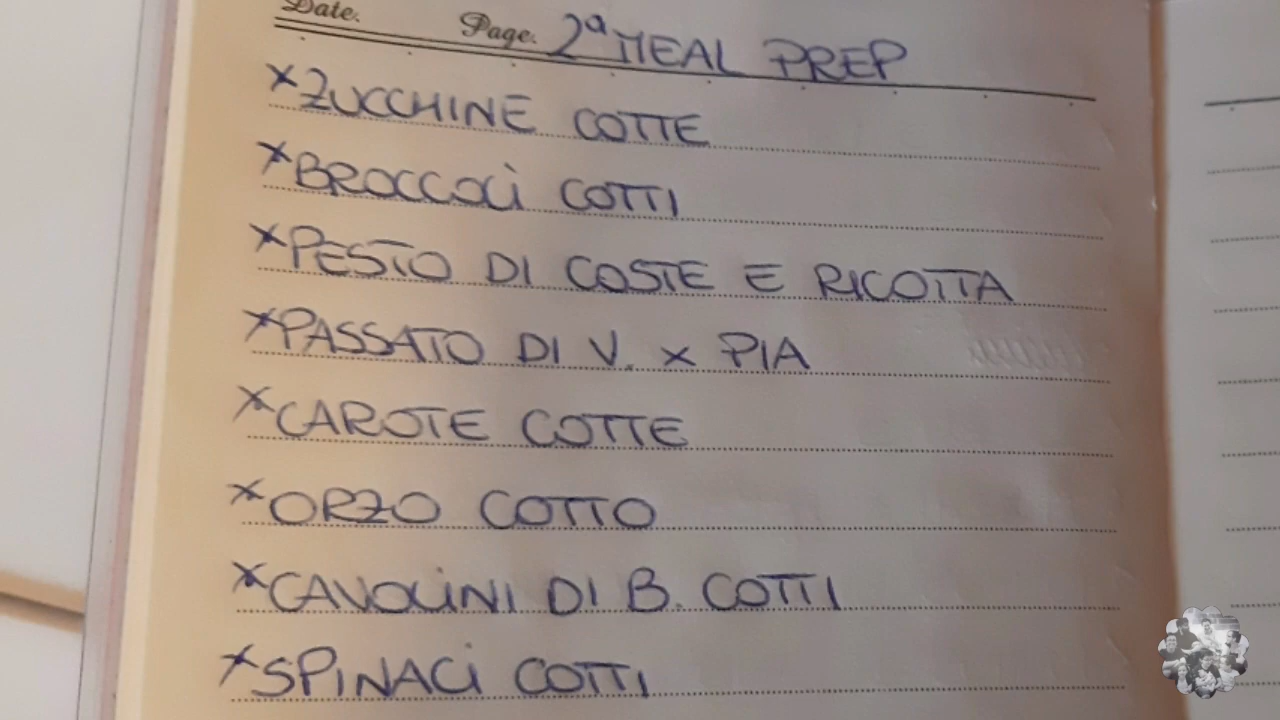 Date.
Page. 2ª MEAL PREP
×ZUCCHINE COTTE
×BROCCOLI COTTI
×PESTO DI COSTE E RICOTTA
×PASSATO DI V. × PIA
×CAROTE COTTE
×ORZO COTTO
×CAVOLINI DI B. COTTI
×SPINACI COTTI